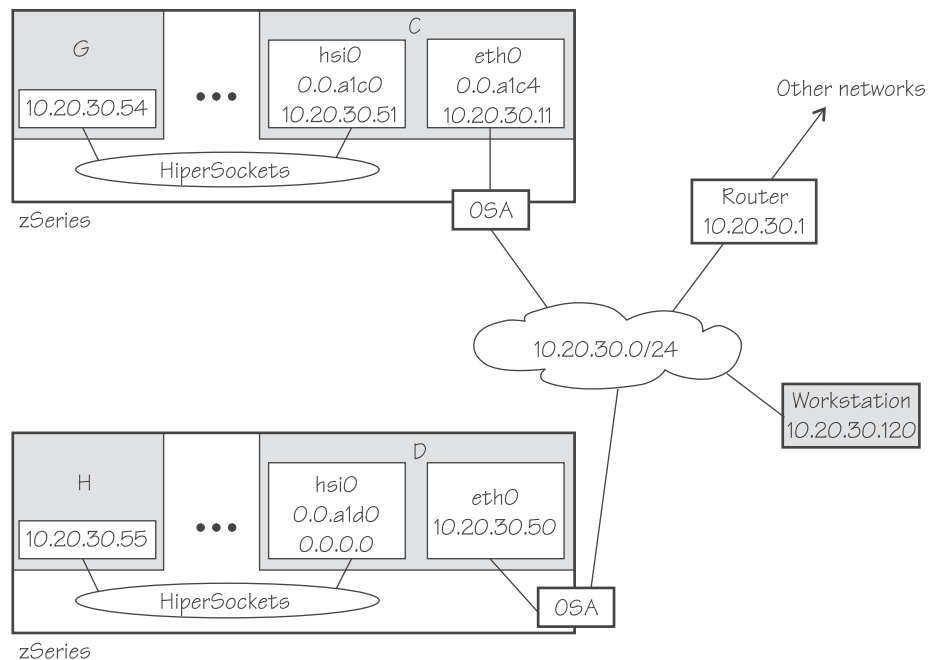 G
10.20.30.54
C
hsi0
0.0.a1c0
10.20.30.51
eth0
0.0.a1c4
10.20.30.11
HiperSockets
OSA
zSeries
Other networks
Router
10.20.30.1
10.20.30.0/24
Workstation
10.20.30.120
H
10.20.30.55
D
hsi0
0.0.a1d0
0.0.0.0
eth0
10.20.30.50
HiperSockets
OSA
zSeries